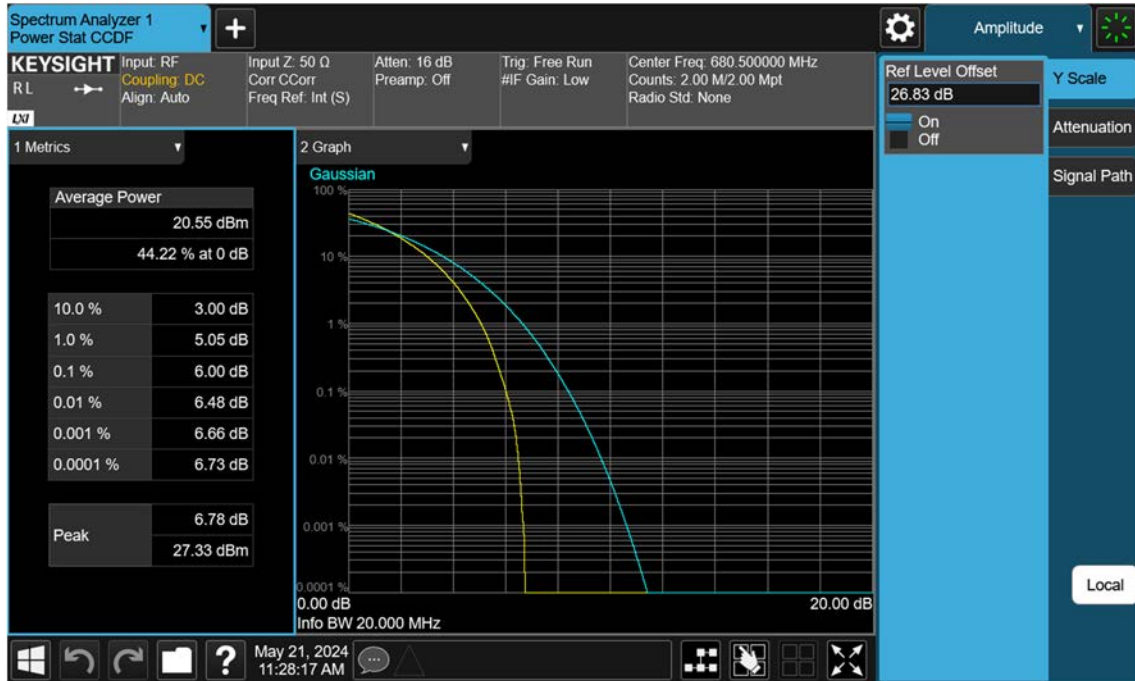 Spectrum Analyzer 1
Power Stat CCDF
Amplitude
KEYSIGHT
R L
LXI
Input: RF
Coupling: DC
Align: Auto
Input Z: 50 Ω
Corr CCorr
Freq Ref: Int (S)
Atten: 16 dB
Preamp: Off
Trig: Free Run
#IF Gain: Low
Center Freq: 680.500000 MHz
Counts: 2.00 M/2.00 Mpt
Radio Std: None
Ref Level Offset
26.83 dB
On
Off
Y Scale
Attenuation
Signal Path
1 Metrics
Average Power
20.55 dBm
44.22 % at 0 dB
10.0 % 3.00 dB
1.0 % 5.05 dB
0.1 % 6.00 dB
0.01 % 6.48 dB
0.001 % 6.66 dB
0.0001 % 6.73 dB
Peak
6.78 dB
27.33 dBm
2 Graph
Gaussian
100 %
10 %
1 %
0.1 %
0.01 %
0.001 %
0.0001 %
0.00 dB 20.00 dB
Info BW 20.000 MHz
Local
?
May 21, 2024
11:28:17 AM